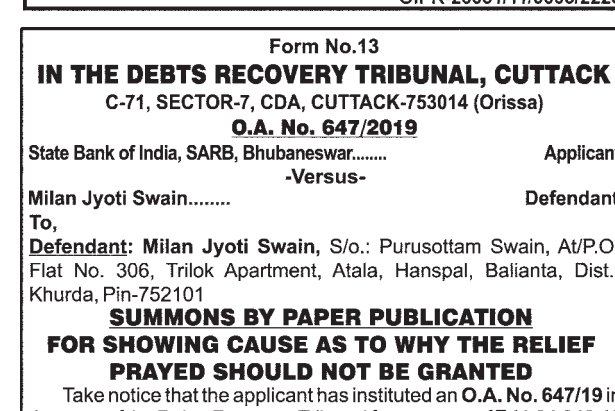 Form No.13
IN THE DEBTS RECOVERY TRIBUNAL, CUTTACK
C-71, SECTOR-7, CDA, CUTTACK-753014 (Orissa)
O.A. No. 647/2019
State Bank of India, SARB, Bhubaneswar........ Applicant
-Versus-
Milan Jyoti Swain........ Defendant
To,
Defendant: Milan Jyoti Swain, S/o.: Purusottam Swain, At/P.O
Flat No. 306, Trilok Apartment, Atala, Hanspal, Balianta, Dist.
Khurda, Pin-752101
SUMMONS BY PAPER PUBLICATION
FOR SHOWING CAUSE AS TO WHY THE RELIEF
PRAYED SHOULD NOT BE GRANTED
Take notice that the applicant has instituted an O.A. No. 647/19 in